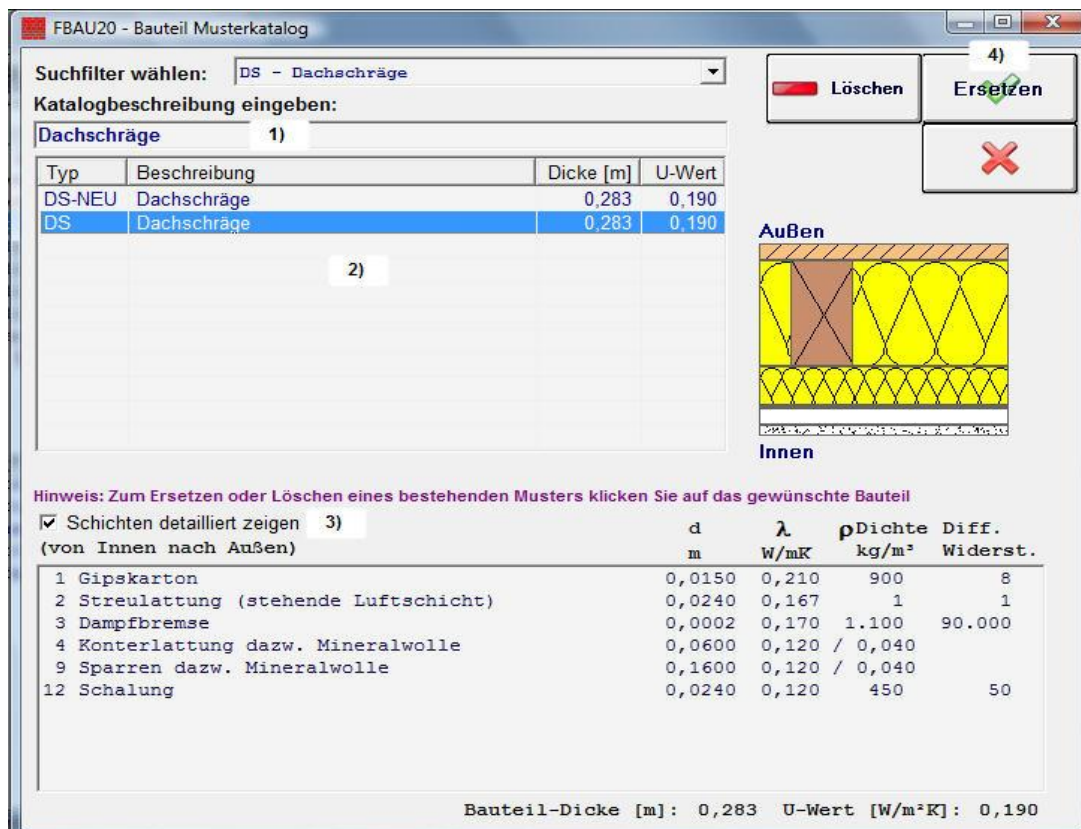 FBAU20 - Bauteil Musterkatalog
Suchfilter wählen: DS - Dachschräge
Katalogbeschreibung eingeben:
Dachschräge 1)
Löschen
4)
Ersetzen
Typ Beschreibung Dicke [m] U-Wert
DS-NEU Dachschräge 0,283 0,190
DS Dachschräge 0,283 0,190
2)
Außen
Innen
Hinweis: Zum Ersetzen oder Löschen eines bestehenden Musters klicken Sie auf das gewünschte Bauteil
Schichten detailliert zeigen 3)
(von Innen nach Außen)
d λ ρDichte Diff.
m W/mK kg/m³ Widerst.
1 Gipskarton 0,0150 0,210 900 8
2 Streulattung (stehende Luftschicht) 0,0240 0,167 1 1
3 Dampfbremse 0,0002 0,170 1.100 90.000
4 Konterlattung dazw. Mineralwolle 0,0600 0,120 / 0,040
9 Sparren dazw. Mineralwolle 0,1600 0,120 / 0,040
12 Schalung 0,0240 0,120 450 50
Bauteil-Dicke [m]: 0,283 U-Wert [W/m²K]: 0,190